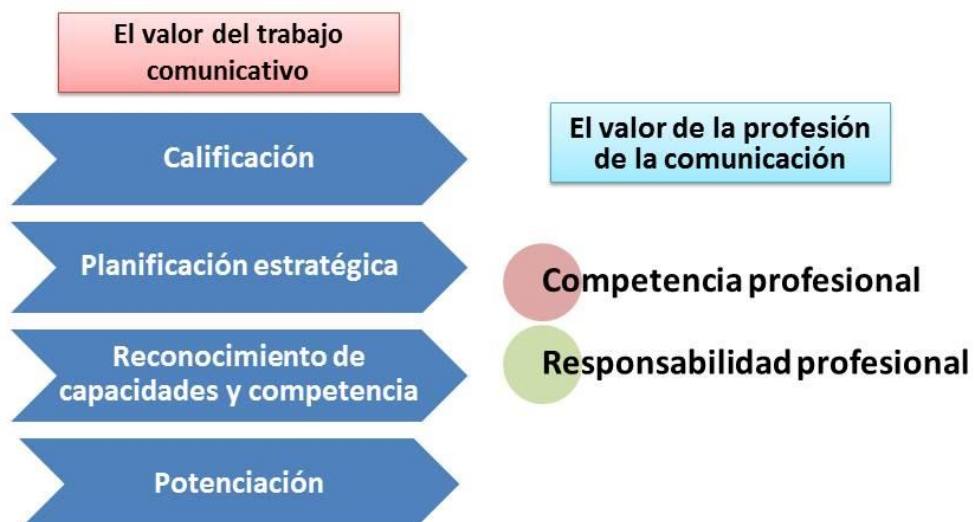 El valor del trabajo
comunicativo
Calificación
Planificación estratégica
Reconocimiento de
capacidades y competencia
Potenciación
El valor de la profesión
de la comunicación
Competencia profesional
Responsabilidad profesional